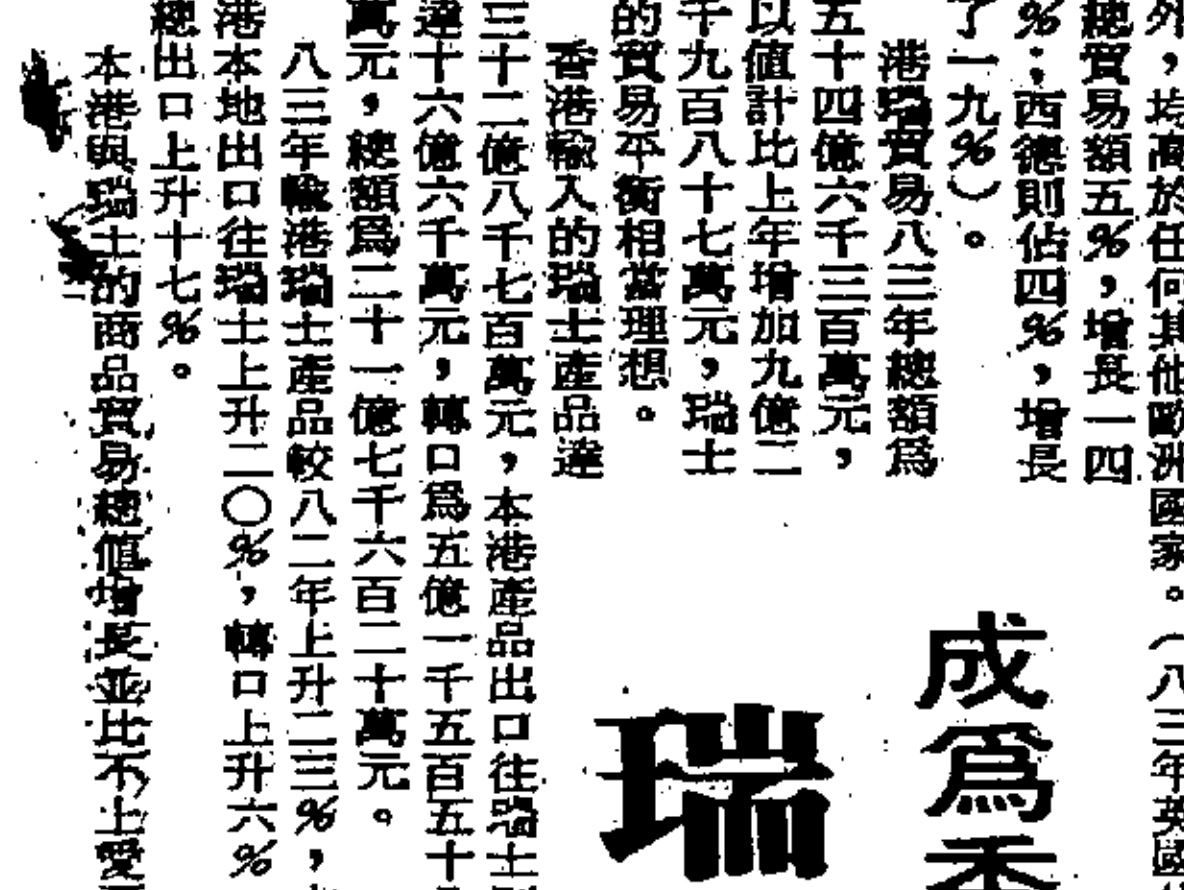 外，均高於任何其他歐洲國家。（八三年英國
總貿易額五％，增長一四
％；西德則佔四％，增長
了一九％）。
港瑞貿易八三年總額爲
五十四億六千三百萬元，
以值計比上年增加九億二
千九百八十七萬元，瑞士
的貿易平衡相當理想。
香港輸入的瑞士產品達
三十二億八千七百萬元，本港產品出口往瑞士
達十六億六千萬元，轉口爲五億一千五百五十
萬元，總額爲二十一億七千六百二十萬元。
八三年輸港瑞士產品較八二年上升二三％，
港本地出口往瑞士上升二〇％，轉口上升六％
總出口上升十七％。
本港與瑞士的商品貿易總值增長並比不上愛
成爲香
瑞